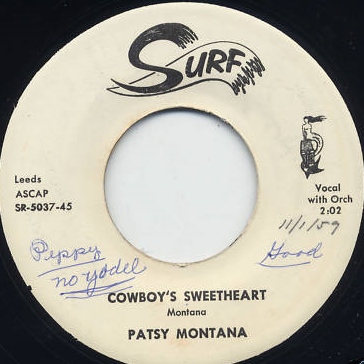 SURF
Leeds
ASCAP
SR-5037-45
Vocal
with Orch
2:02
11/1/59
Peppy
no yodel
Good
COWBOY'S SWEETHEART
Montana
PATSY MONTANA